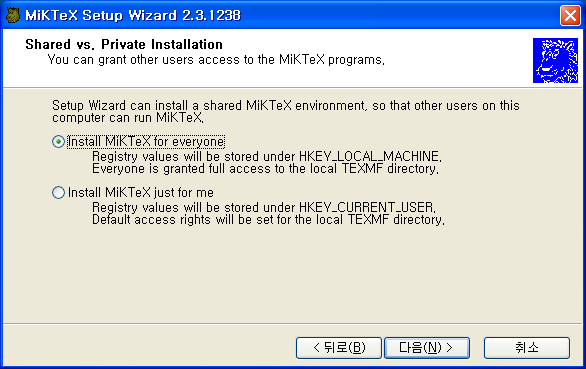 MiKTeX Setup Wizard 2.3.1238
Shared vs. Private Installation
You can grant other users access to the MiKTeX programs.
Setup Wizard can install a shared MiKTeX environment, so that other users on this
computer can run MiKTeX.
Install MiKTeX for everyone
Registry values will be stored under HKEY_LOCAL_MACHINE.
Everyone is granted full access to the local TEXMF directory.
Install MiKTeX just for me
Registry values will be stored under HKEY_CURRENT_USER.
Default access rights will be set for the local TEXMF directory.
< 뒤로(B) 다음(N) > 취소